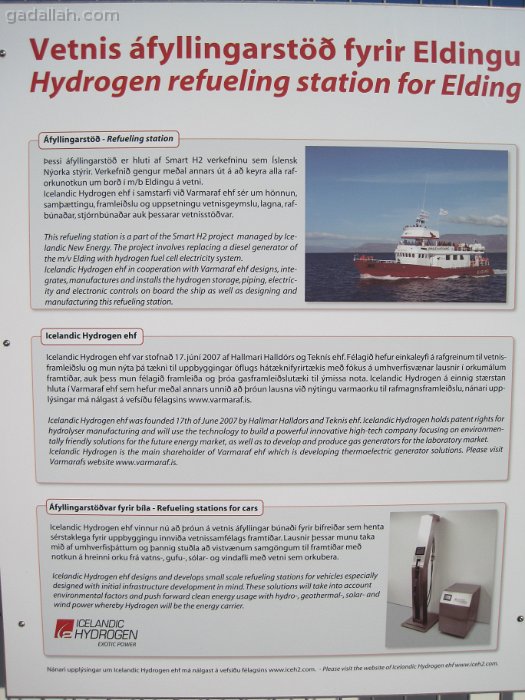 gadallah.com
Vetnis áfyllingarstöð fyrir Eldingu
Hydrogen refueling station for Elding
Áfyllingarstöð - Refueling station
Þessi áfyllingarstöð er hluti af Smart H2 verkefninu sem Íslensk
Nýorka stýrir. Verkefnið gengur meðal annars út á að keyra alla raf-
orkunotkun um borð í m/b Eldingu á vetni.
Icelandic Hydrogen ehf í samstarfi við Varmaraf ehf sér um hönnun,
samþættingu, framleiðslu og uppsetningu vetnisgeymslu, lagna, raf-
búnaðar, stjórnbúnaðar auk þessarar vetnisstöðvar.
This refueling station is a part of the Smart H2 project managed by Ice-
landic New Energy. The project involves replacing a diesel generator of
the m/v Elding with hydrogen fuel cell electricity system.
Icelandic Hydrogen ehf in cooperation with Varmaraf ehf designs, inte-
grates, manufactures and installs the hydrogen storage, piping, electric-
ity and electronic controls on board the ship as well as designing and
manufacturing this refueling station.
Icelandic Hydrogen ehf
Icelandic Hydrogen ehf var stofnað 17. júni 2007 af Hallmari Halldórs og Teknís ehf. Félagið hefur einkaleyfi á rafgreinum til vetnis-
framleiðslu og mun nýta þá tækni til uppbyggingar öflugs hátæknifyrirtækis með fókus á umhverfisvænar lausnir í orkumálum
framtíðar, auk þess mun félagið framleiða og þróa gasframleiðslutæki til ýmissa nota. Icelandic Hydrogen á einnig stærstan
hluta í Varmaraf ehf sem hefur meðal annars unnið að þróun lausna við nýtingu varmaorku til rafmagnsframleiðslu, nánari upp-
lýsingar má nálgast á vefsíðu félagsins www.varmaraf.is.
Icelandic Hydrogen ehf was founded 17th of June 2007 by Hallmar Halldors and Teknis ehf. Icelandic Hydrogen holds patent rights for
hydrolyser manufacturing and will use the technology to build a powerful innovative high-tech company focusing on environmen-
tally friendly solutions for the future energy market, as well as to develop and produce gas generators for the laboratory market.
Icelandic Hydrogen is the main shareholder of Varmaraf ehf which is developing thermoelectric generator solutions. Please visit
Varmarafs website www.varmaraf.is.
Áfyllingarstöðvar fyrir bíla - Refueling stations for cars
Icelandic Hydrogen ehf vinnur nú að þróun á vetnis áfyllingar búnaði fyrir bifreiðar sem henta
sérstaklega fyrir uppbyggingu innviða vetnissamfélags framtíðar. Lausnir þessar munu taka
mið af umhverfisþáttum og þannig stuðla að vistvænum samgöngum til framtíðar með
notkun á hreinni orku frá vatns-, gufu-, sólar- og vindafli með vetni sem orkubera.
Icelandic Hydrogen ehf designs and develops small scale refueling stations for vehicles especially
designed with initial infrastructure development in mind. These solutions will take into account
environmental factors and push forward clean energy usage with hydro-, geothermal-, solar- and
wind power whereby Hydrogen will be the energy carrier.
ICELANDIC
HYDROGEN
EXOTIC POWER
Nánari upplýsingar um Icelandic Hydrogen ehf má nálgast á vefsíðu félagsins www.iceh2.com. - Please visit the website of Icelandic Hydrogen ehf www.iceh2.com.